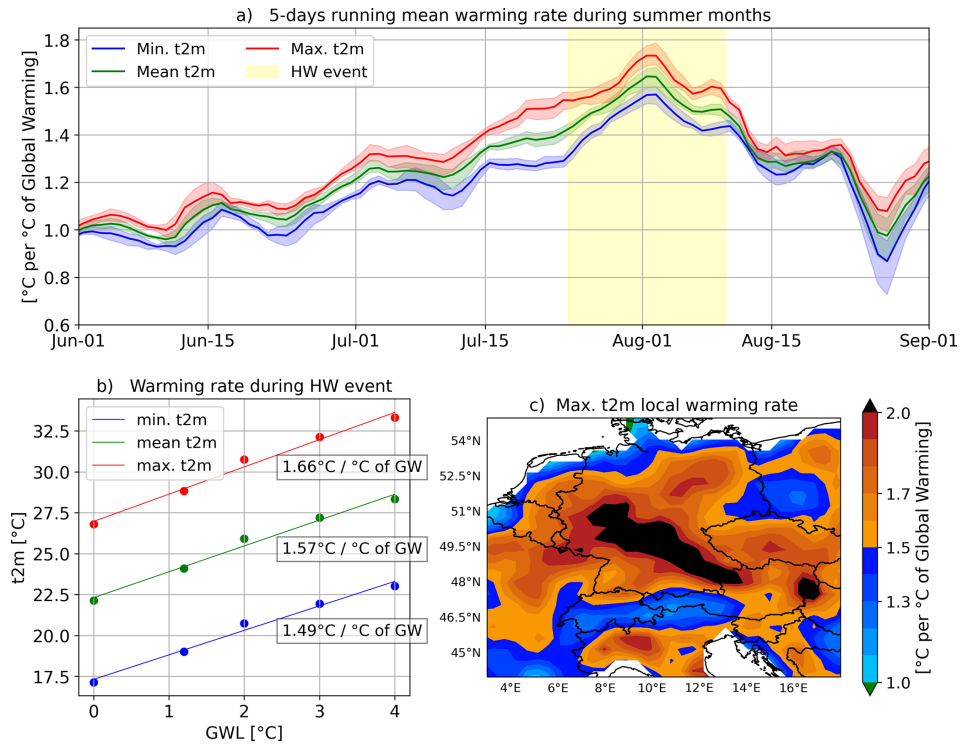 a)   5-days running mean warming rate during summer months
[°C per °C of Global Warming]
1.8
1.6
1.4
1.2
1.0
0.8
0.6
Min. t2m
Mean t2m
Max. t2m
HW event
Jun-01
Jun-15
Jul-01
Jul-15
Aug-01
Aug-15
Sep-01
b)   Warming rate during HW event
t2m [°C]
32.5
30.0
27.5
25.0
22.5
20.0
17.5
min. t2m
mean t2m
max. t2m
1.66°C / °C of GW
1.57°C / °C of GW
1.49°C / °C of GW
0
1
2
3
4
GWL [°C]
c)  Max. t2m local warming rate
54°N
52.5°N
51°N
49.5°N
48°N
46.5°N
45°N
4°E
6°E
8°E
10°E
12°E
14°E
16°E
2.0
1.7
1.5
1.3
1.0
[°C per °C of Global Warming]